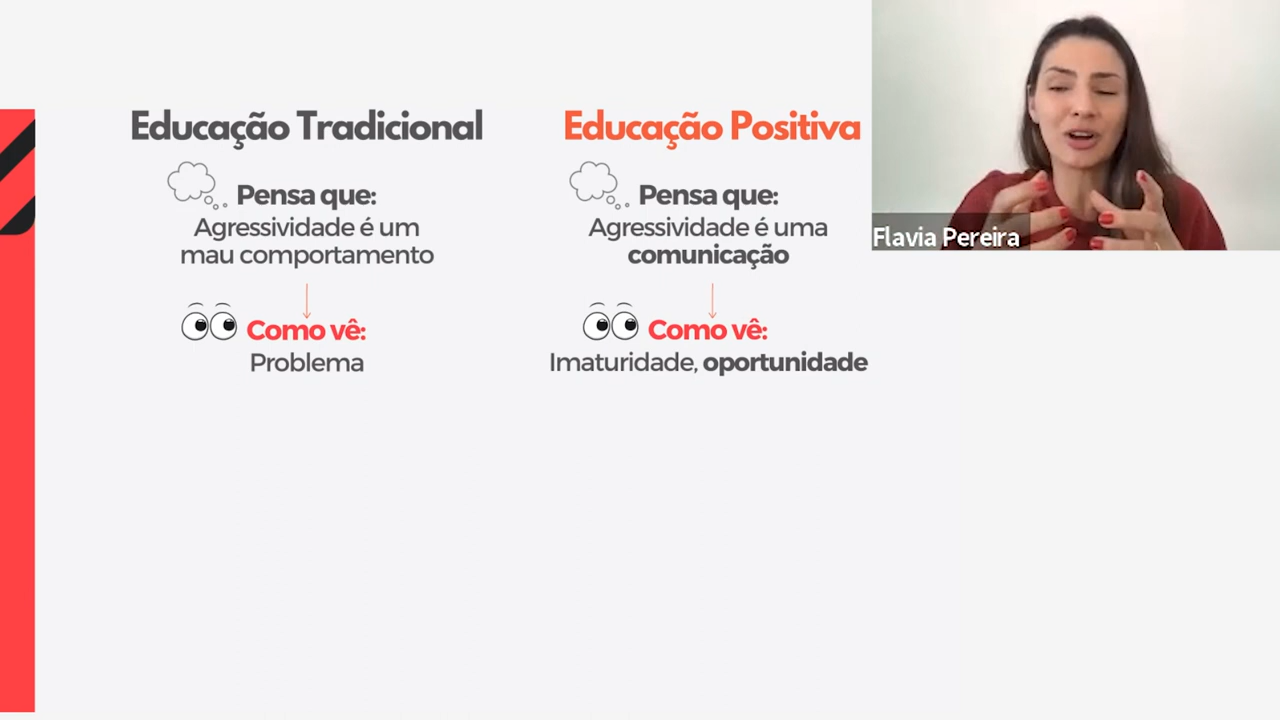 Educação Tradicional
Pensa que:
Agressividade é um
mau comportamento
Como vê:
Problema
Educação Positiva
Pensa que:
Agressividade é uma
comunicação
Como vê:
Imaturidade, oportunidade
Flavia Pereira